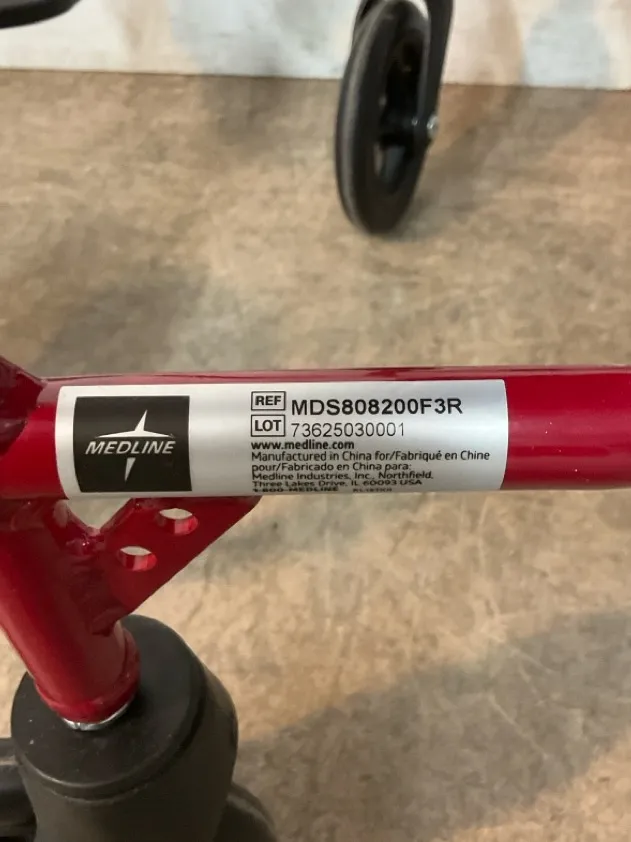 MEDLINE
REF MDS808200F3R
LOT 73625030001
www.medline.com
Manufactured in China for/Fabriqué en Chine
pour/Fabricado en China para:
Medline Industries, Inc., Northfield,
Three Lakes Drive, IL 60093 USA
1-800-MEDLINE